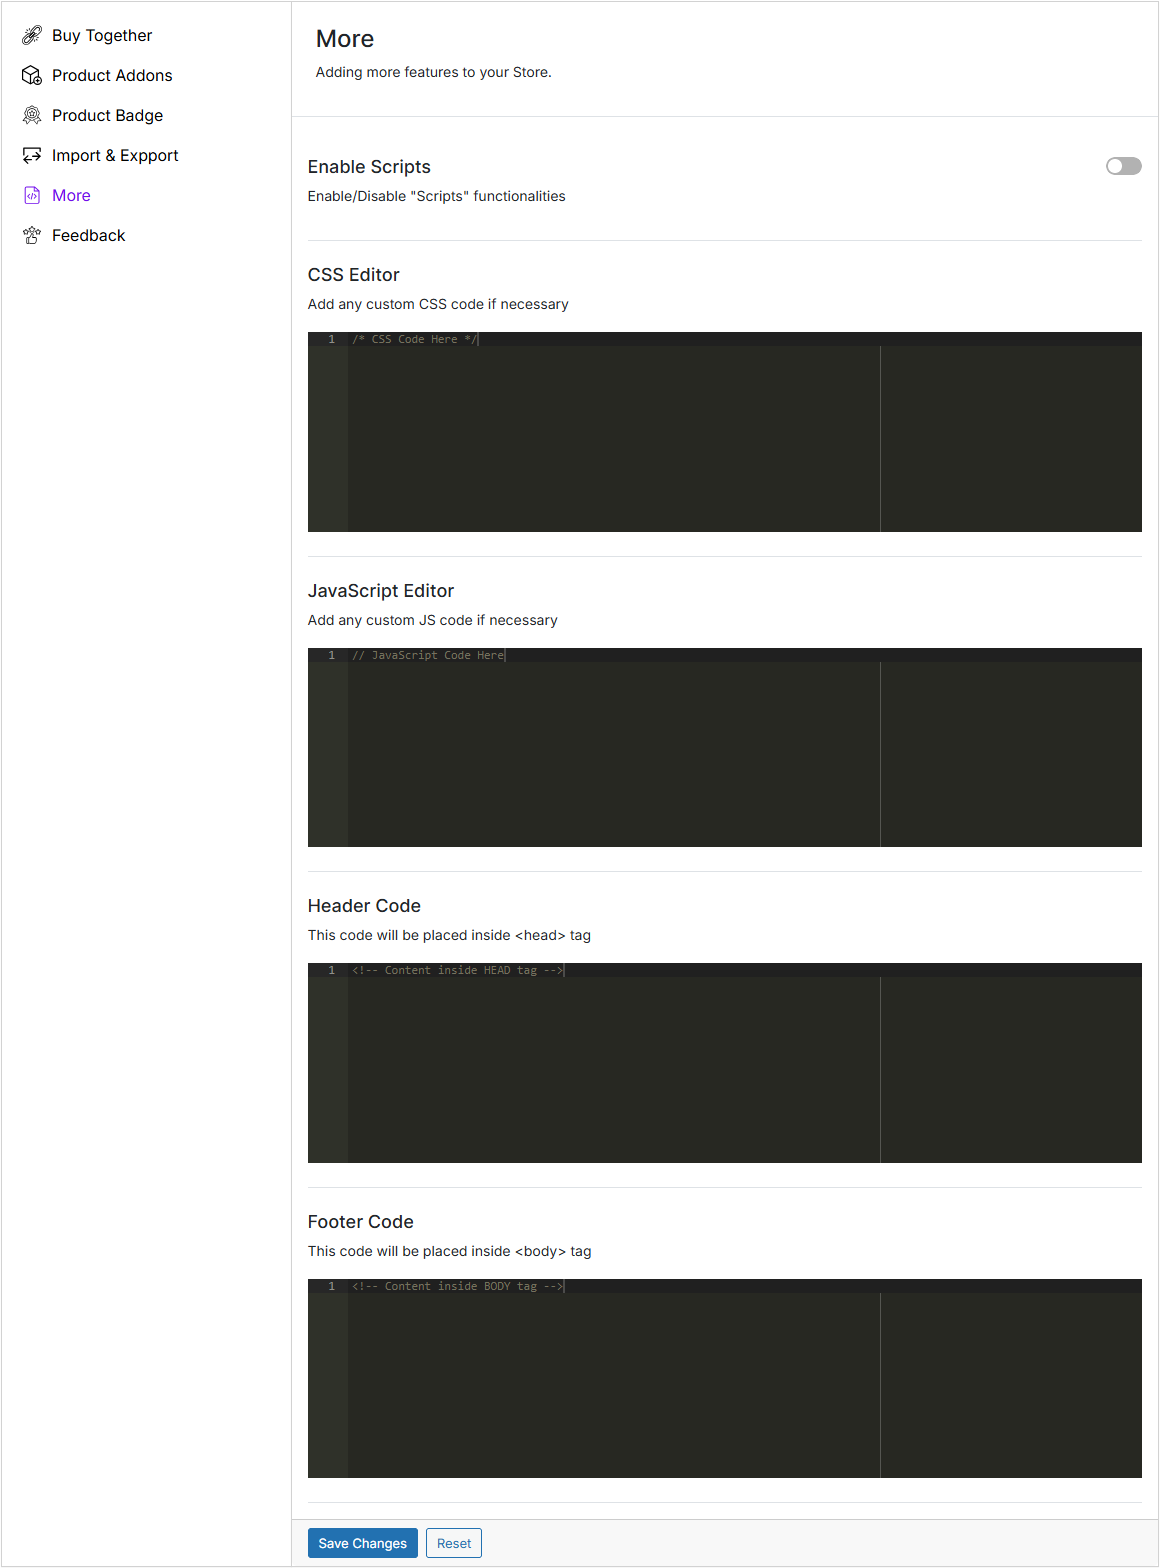 Buy Together
Product Addons
Product Badge
Import & Expport
More
Feedback
More
Adding more features to your Store.
Enable Scripts
Enable/Disable "Scripts" functionalities
CSS Editor
Add any custom CSS code if necessary
1 /* CSS Code Here */
JavaScript Editor
Add any custom JS code if necessary
1 // JavaScript Code Here
Header Code
This code will be placed inside <head> tag
1 <!-- Content inside HEAD tag -->
Footer Code
This code will be placed inside <body> tag
1 <!-- Content inside BODY tag -->
Save Changes Reset